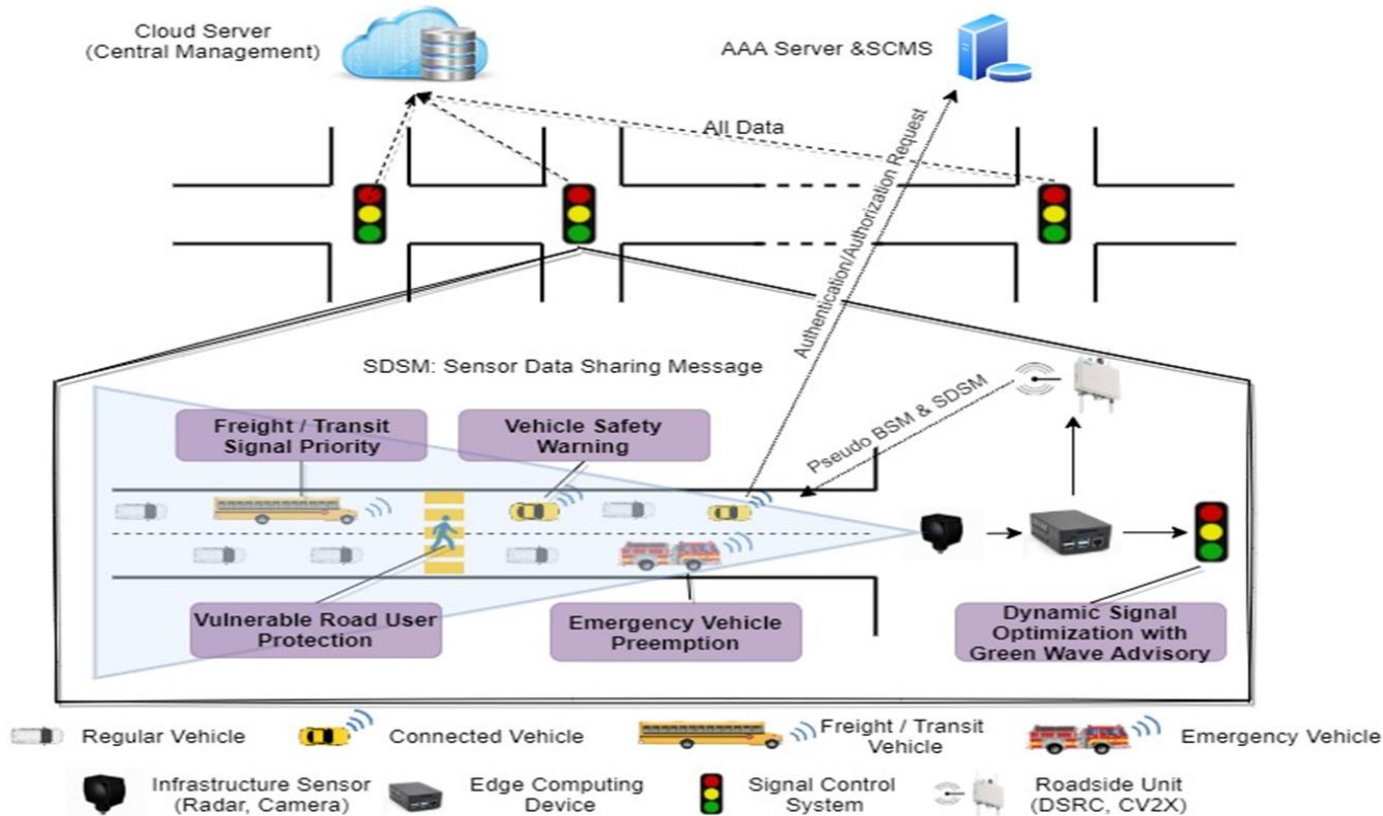 Cloud Server
(Central Management)
AAA Server &SCMS
All Data
Authentication/Authorization Request
SDSM: Sensor Data Sharing Message
Pseudo BSM & SDSM
Freight / Transit
Signal Priority
Vehicle Safety
Warning
Vulnerable Road User
Protection
Emergency Vehicle
Preemption
Dynamic Signal
Optimization with
Green Wave Advisory
Regular Vehicle
Connected Vehicle
Freight / Transit
Vehicle
Emergency Vehicle
Infrastructure Sensor
(Radar, Camera)
Edge Computing
Device
Signal Control
System
Roadside Unit
(DSRC, CV2X)